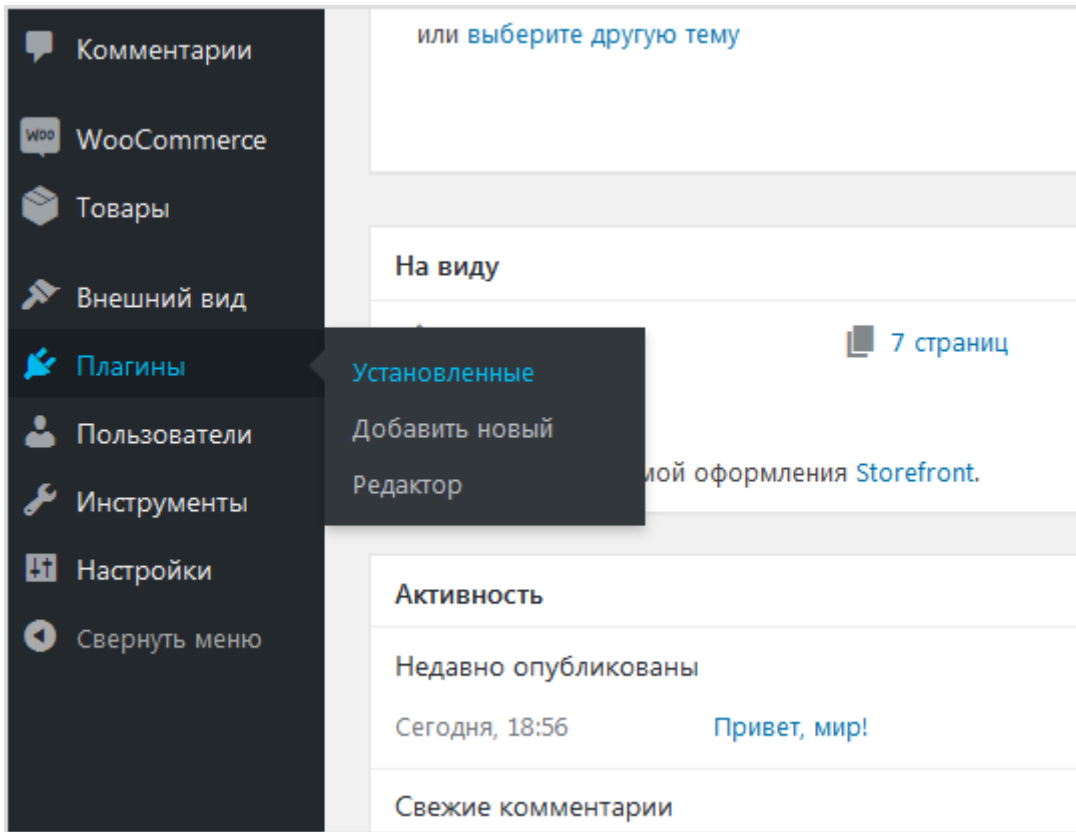 Комментарии
Woo WooCommerce
Товары
Внешний вид
Плагины
Пользователи
Инструменты
Настройки
Свернуть меню
Установленные
Добавить новый
Редактор
или выберите другую тему
На виду
7 страниц
оформления Storefront.
Активность
Недавно опубликованы
Сегодня, 18:56 Привет, мир!
Свежие комментарии